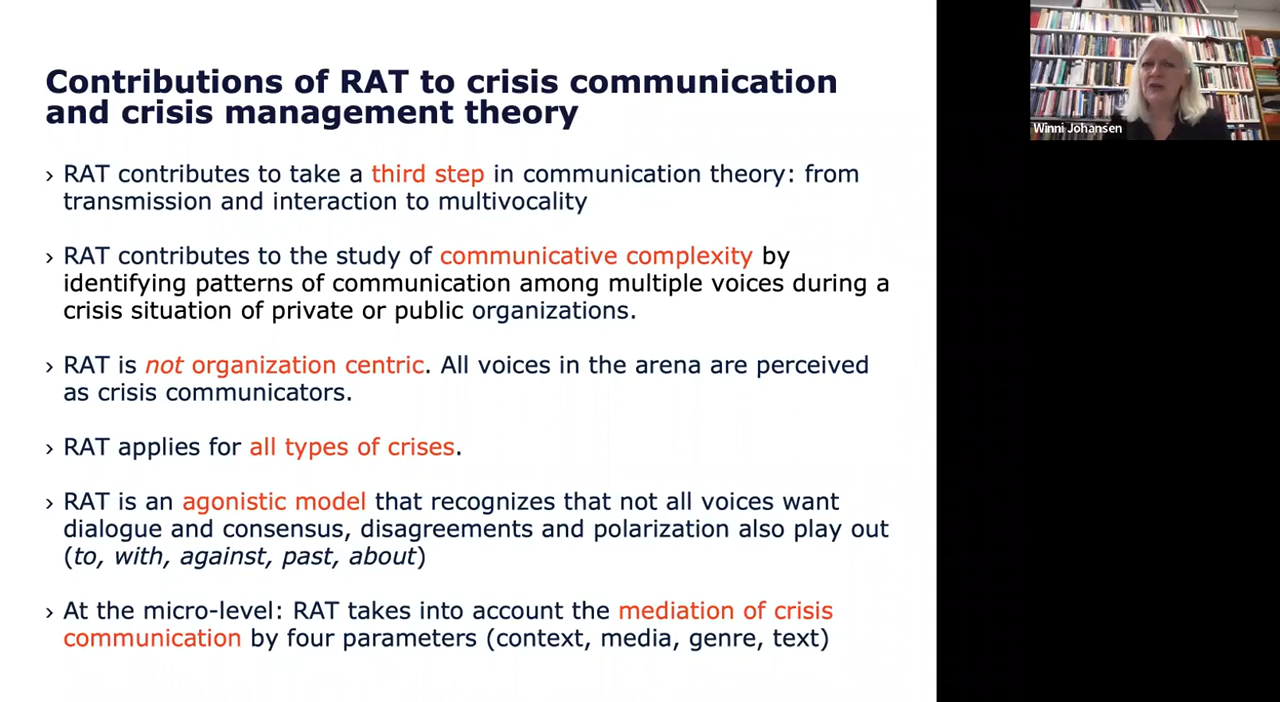 Contributions of RAT to crisis communication
and crisis management theory
› RAT contributes to take a third step in communication theory: from
transmission and interaction to multivocality
› RAT contributes to the study of communicative complexity by
identifying patterns of communication among multiple voices during a
crisis situation of private or public organizations.
› RAT is not organization centric. All voices in the arena are perceived
as crisis communicators.
› RAT applies for all types of crises.
› RAT is an agonistic model that recognizes that not all voices want
dialogue and consensus, disagreements and polarization also play out
(to, with, against, past, about)
› At the micro-level: RAT takes into account the mediation of crisis
communication by four parameters (context, media, genre, text)
Winni Johansen